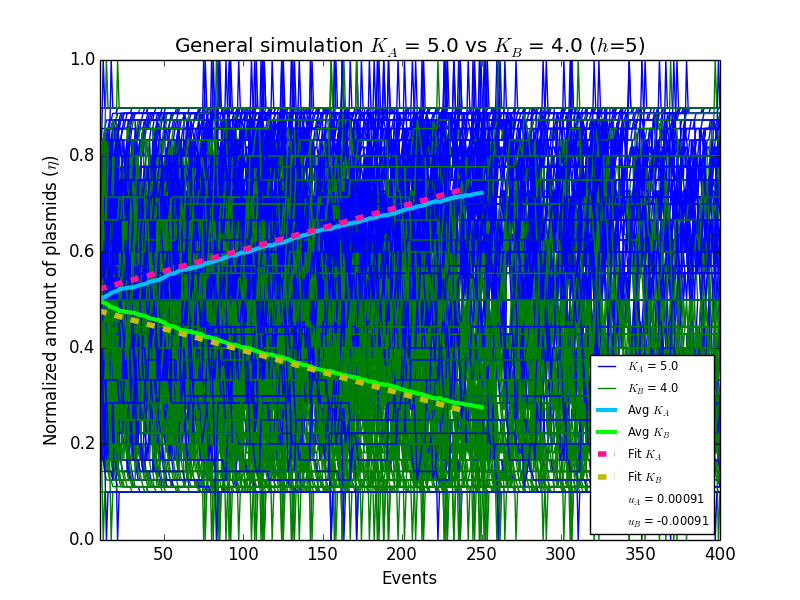 General simulation K_A = 5.0 vs K_B = 4.0 (h=5)
Normalized amount of plasmids (η)
1.0
0.8
0.6
0.4
0.2
0.0
K_A = 5.0
K_B = 4.0
Avg K_A
Avg K_B
Fit K_A
Fit K_B
u_A = 0.00091
u_B = -0.00091
50 100 150 200 250 300 350 400
Events